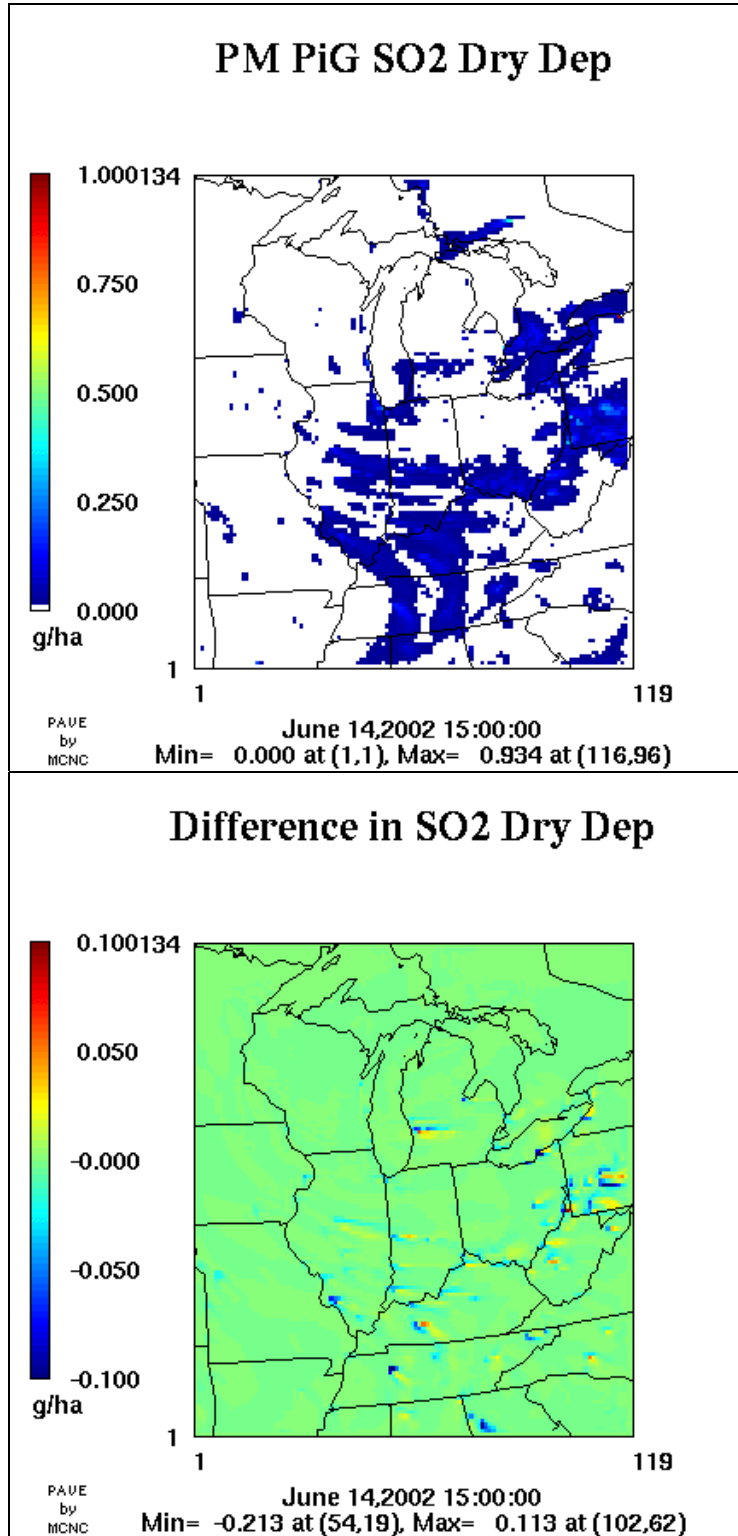 PM PiG SO2 Dry Dep
1.000 134
0.750
0.500
0.250
0.000
g/ha
1
1 119
PAVE
by
MCNC
June 14,2002 15:00:00
Min= 0.000 at (1,1), Max= 0.934 at (116,96)
Difference in SO2 Dry Dep
0.100 134
0.050
-0.000
-0.050
-0.100
g/ha
1
1 119
PAVE
by
MCNC
June 14,2002 15:00:00
Min= -0.213 at (54,19), Max= 0.113 at (102,62)